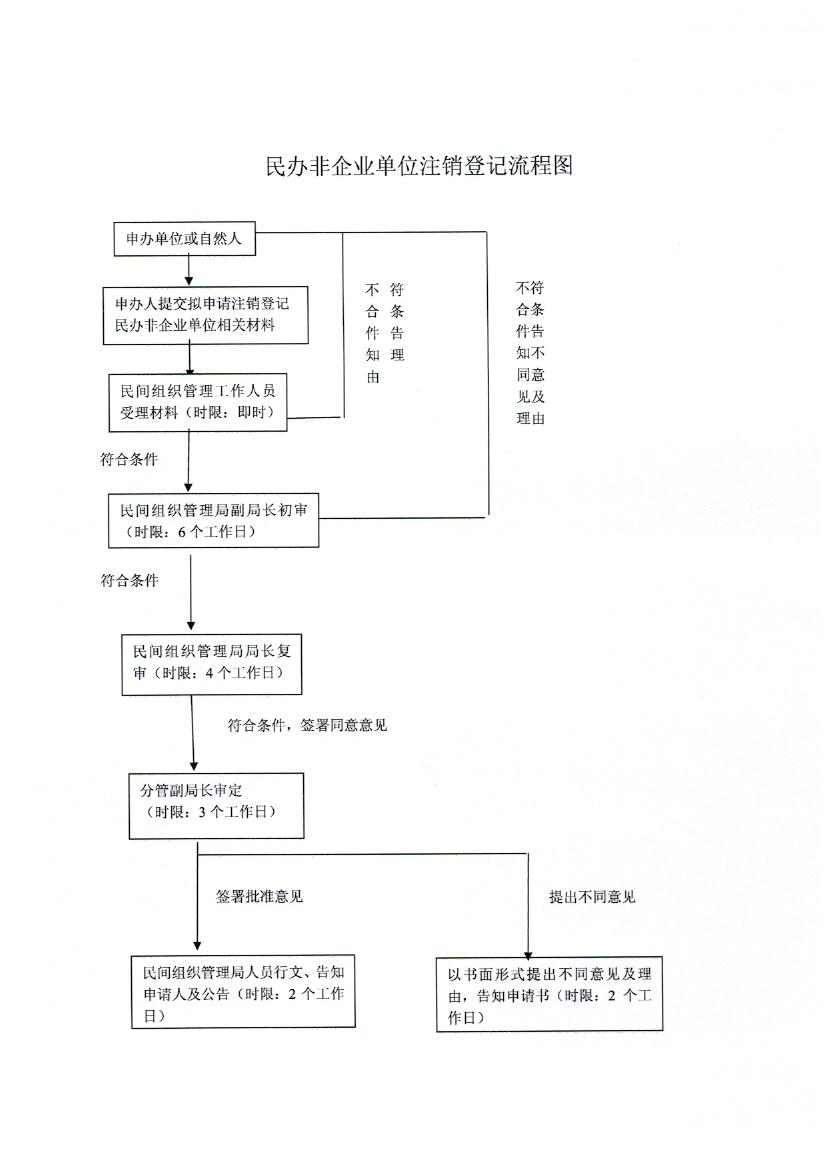 民办非企业单位注销登记流程图
申办单位或自然人
申办人提交拟申请注销登记
民办非企业单位相关材料
不 符
合 条
件 告
知 理
由
不符
合条
件告
知不
同意
见及
理由
民间组织管理工作人员
受理材料（时限：即时）
符合条件
民间组织管理局副局长初审
（时限：6 个工作日）
符合条件
民间组织管理局局长复
审（时限：4 个工作日）
符合条件，签署同意意见
分管副局长审定
（时限：3 个工作日）
签署批准意见
提出不同意见
民间组织管理局人员行文、告知
申请人及公告（时限：2 个工作
日）
以书面形式提出不同意见及理
由，告知申请书（时限：2 个工
作日）